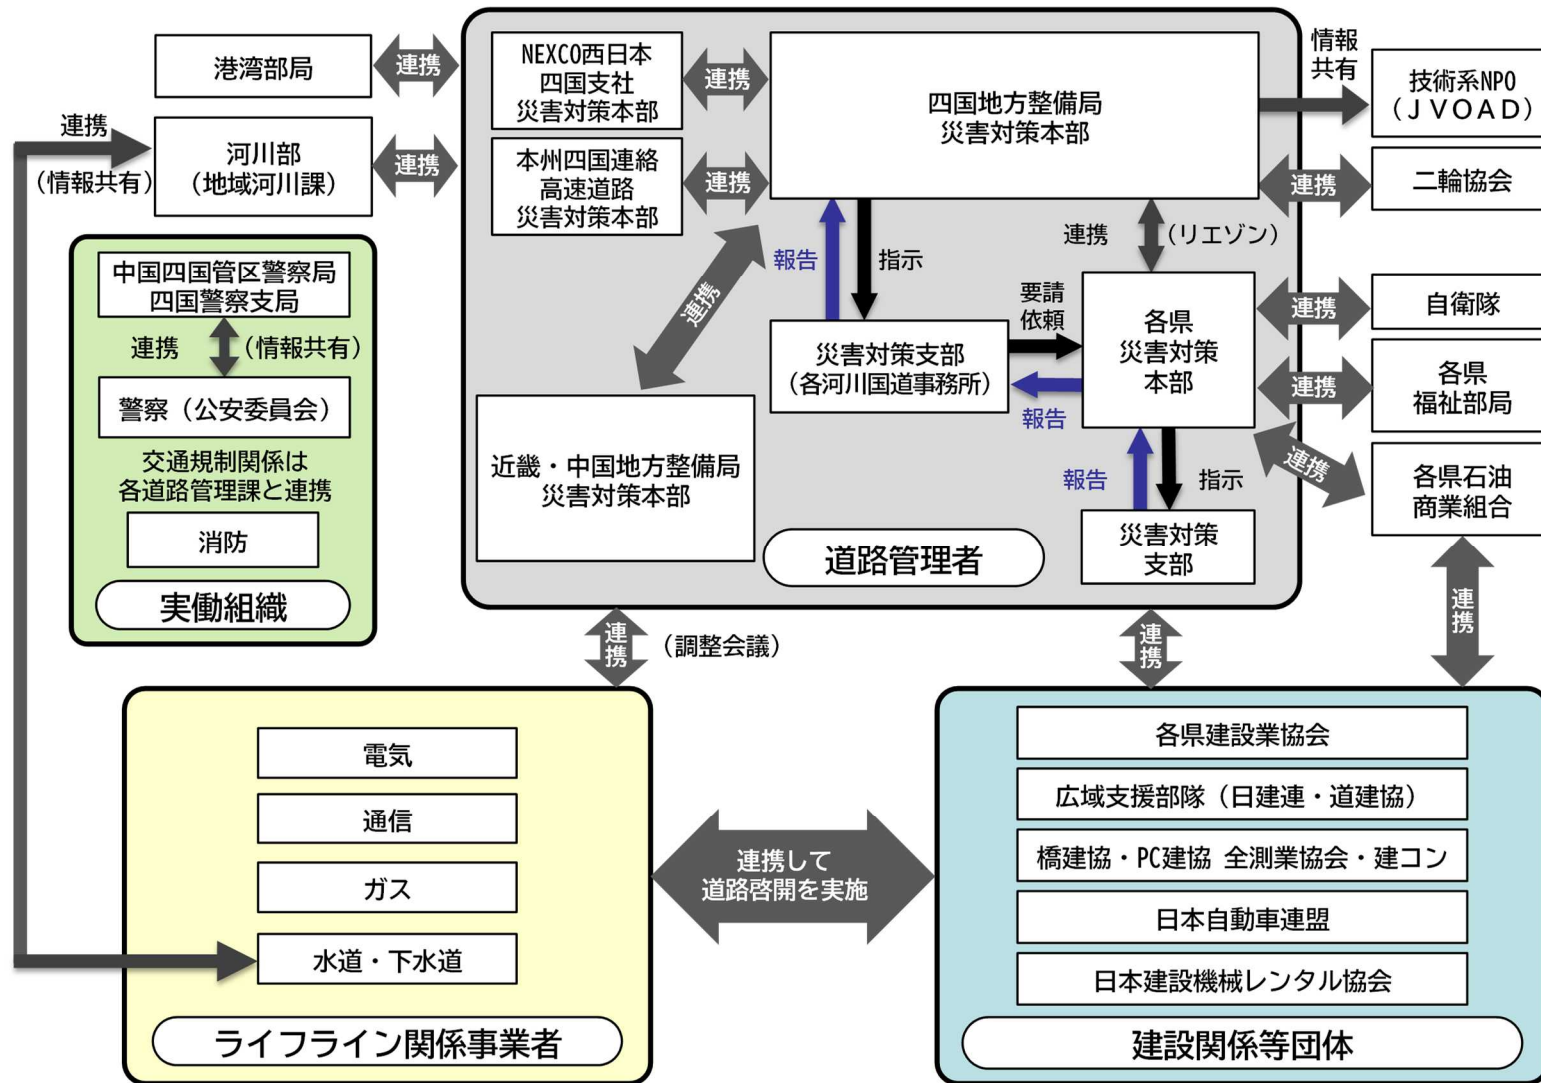 港湾部局
連携
連携
(情報共有)
河川部
(地域河川課)
連携
中国四国管区警察局
四国警察支局
連携
(情報共有)
警察（公安委員会）
交通規制関係は
各道路管理課と連携
消防
実働組織
NEXCO西日本
四国支社
災害対策本部
連携
本州四国連絡
高速道路
災害対策本部
連携
四国地方整備局
災害対策本部
連携
報告
指示
連携
(リエゾン)
災害対策支部
(各河川国道事務所)
要請
依頼
報告
各県
災害対策
本部
報告
指示
災害対策
支部
近畿・中国地方整備局
災害対策本部
道路管理者
情報
共有
技術系NPO
（ＪＶOAD）
連携
二輪協会
連携
自衛隊
連携
各県
福祉部局
連携
各県石油
商業組合
連携
連携
(調整会議)
連携
電気
通信
ガス
水道・下水道
ライフライン関係事業者
連携して
道路啓開を実施
各県建設業協会
広域支援部隊（日建連・道建協）
橋建協・PC建協 全測業協会・建コン
日本自動車連盟
日本建設機械レンタル協会
建設関係等団体